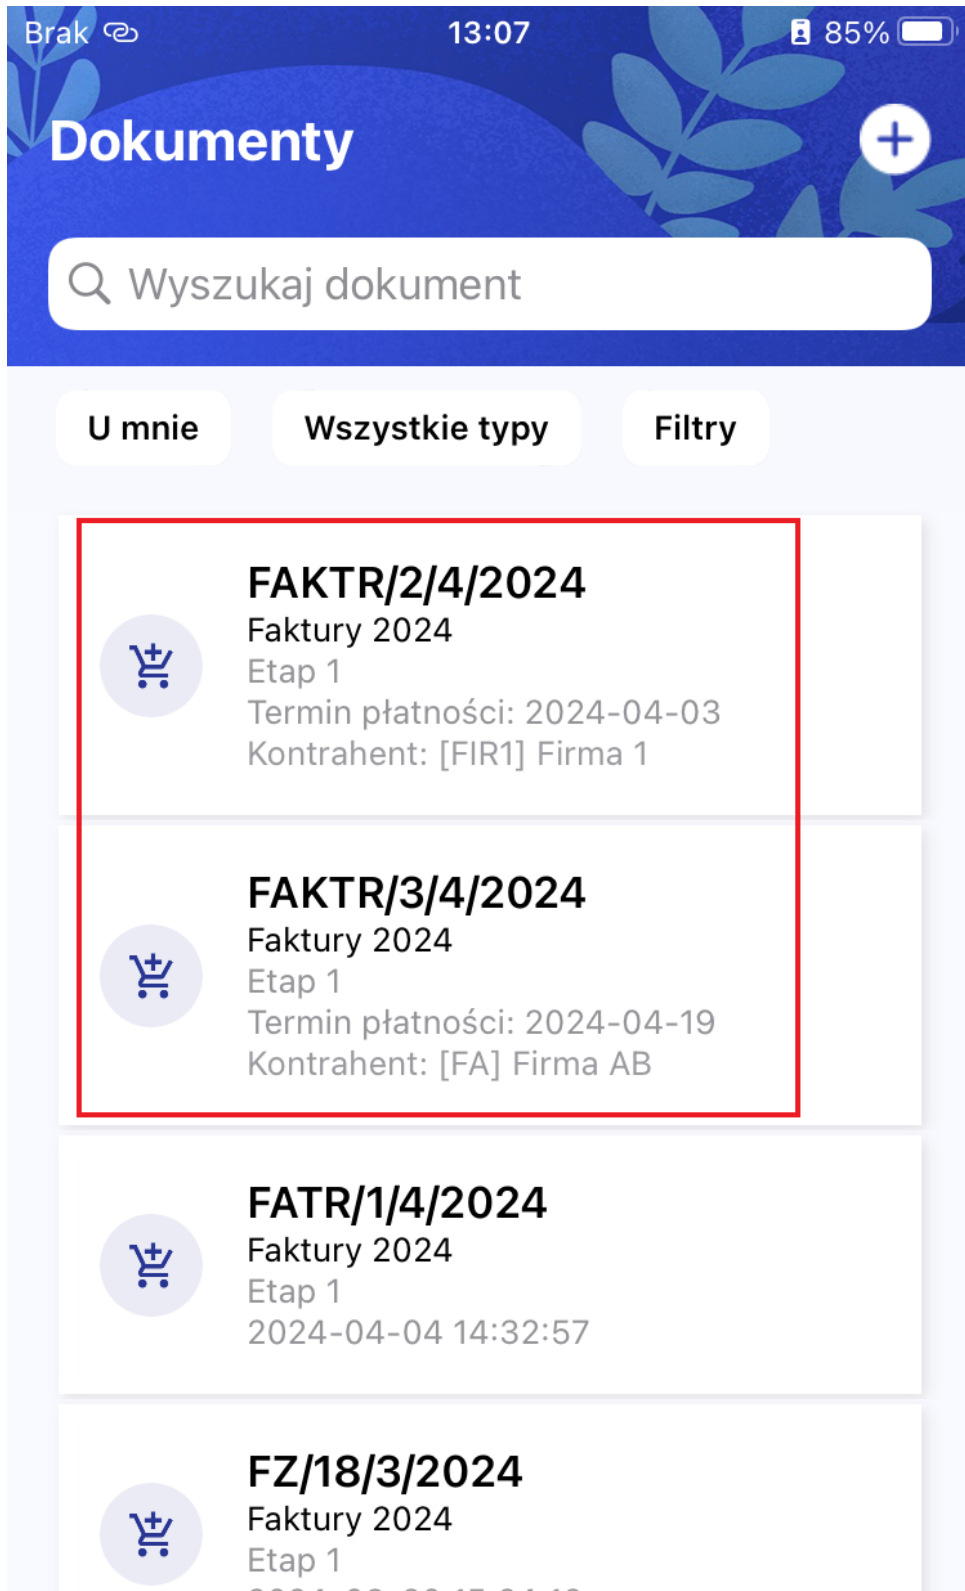 Brak 13:07 85%
Dokumenty
Wyszukaj dokument
U mnie Wszystkie typy Filtry
FAKTR/2/4/2024
Faktury 2024
Etap 1
Termin płatności: 2024-04-03
Kontrahent: [FIR1] Firma 1
FAKTR/3/4/2024
Faktury 2024
Etap 1
Termin płatności: 2024-04-19
Kontrahent: [FA] Firma AB
FATR/1/4/2024
Faktury 2024
Etap 1
2024-04-04 14:32:57
FZ/18/3/2024
Faktury 2024
Etap 1